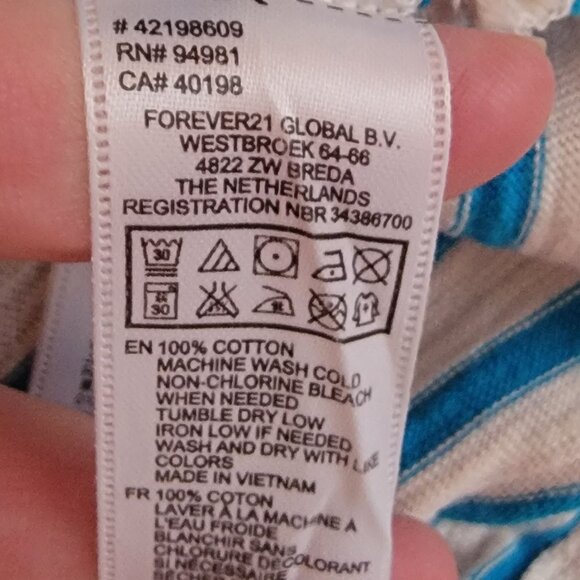 # 42198609
RN# 94981
CA# 40198
FOREVER21 GLOBAL B.V.
WESTBROEK 64-66
4822 ZW BREDA
THE NETHERLANDS
REGISTRATION NBR 34386700
30
30
EN 100% COTTON
MACHINE WASH COLD
NON-CHLORINE BLEACH
WHEN NEEDED
TUMBLE DRY LOW
IRON LOW IF NEEDED
WASH AND DRY WITH LIKE
COLORS
MADE IN VIETNAM
FR 100% COTON
LAVER À LA MACHINE A
L'EAU FROIDE
BLANCHIR SANS
CHLORURE DECOLORANT
SI NÉCESSAIRE